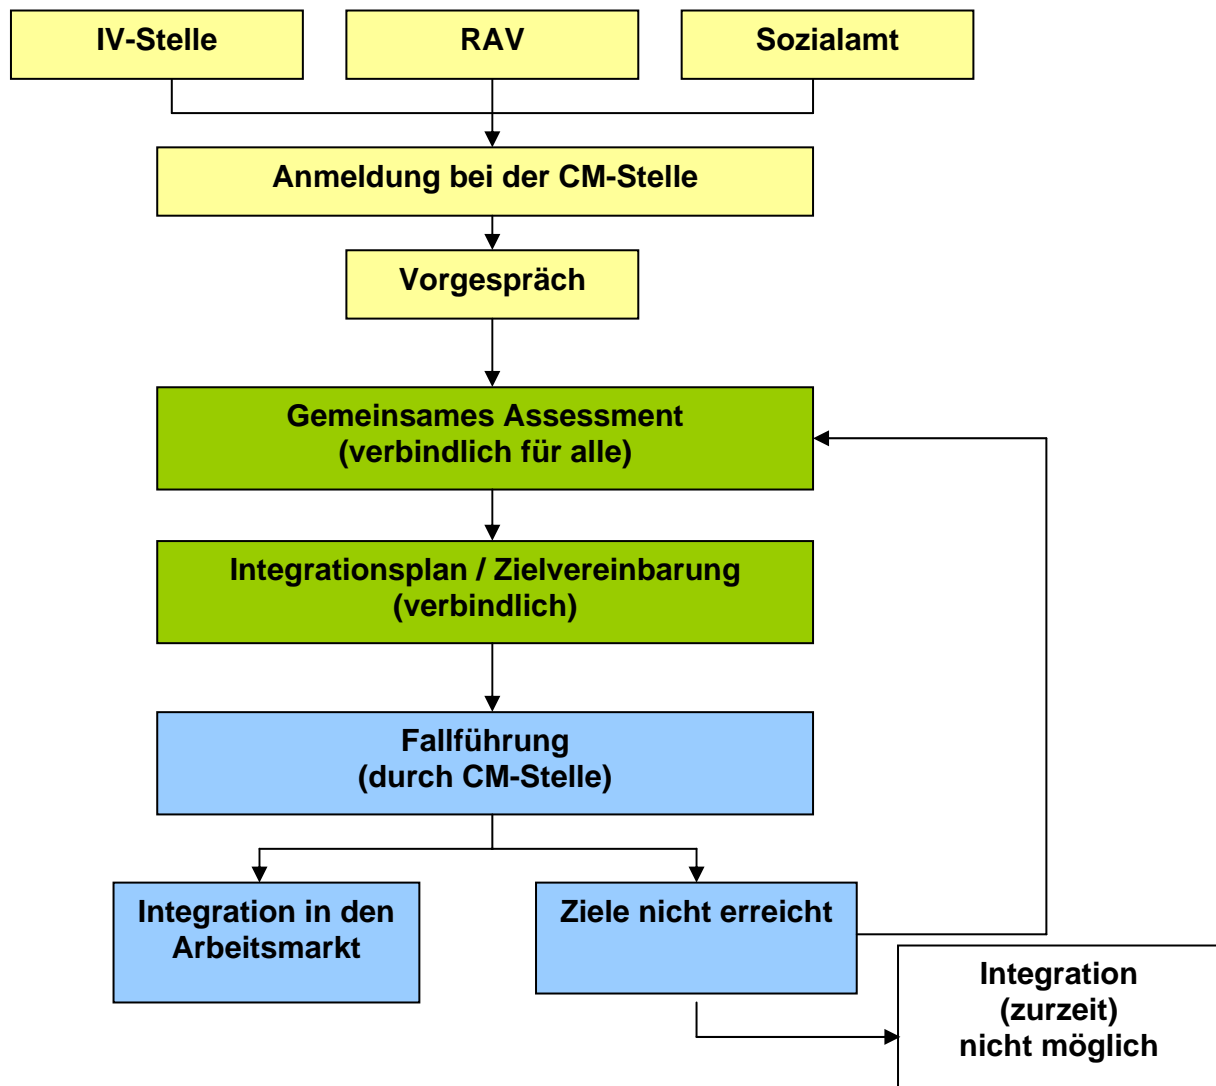 IV-Stelle
RAV
Sozialamt
Anmeldung bei der CM-Stelle
Vorgespräch
Gemeinsames Assessment
(verbindlich für alle)
Integrationsplan / Zielvereinbarung
(verbindlich)
Fallführung
(durch CM-Stelle)
Integration in den
Arbeitsmarkt
Ziele nicht erreicht
Integration
(zurzeit)
nicht möglich